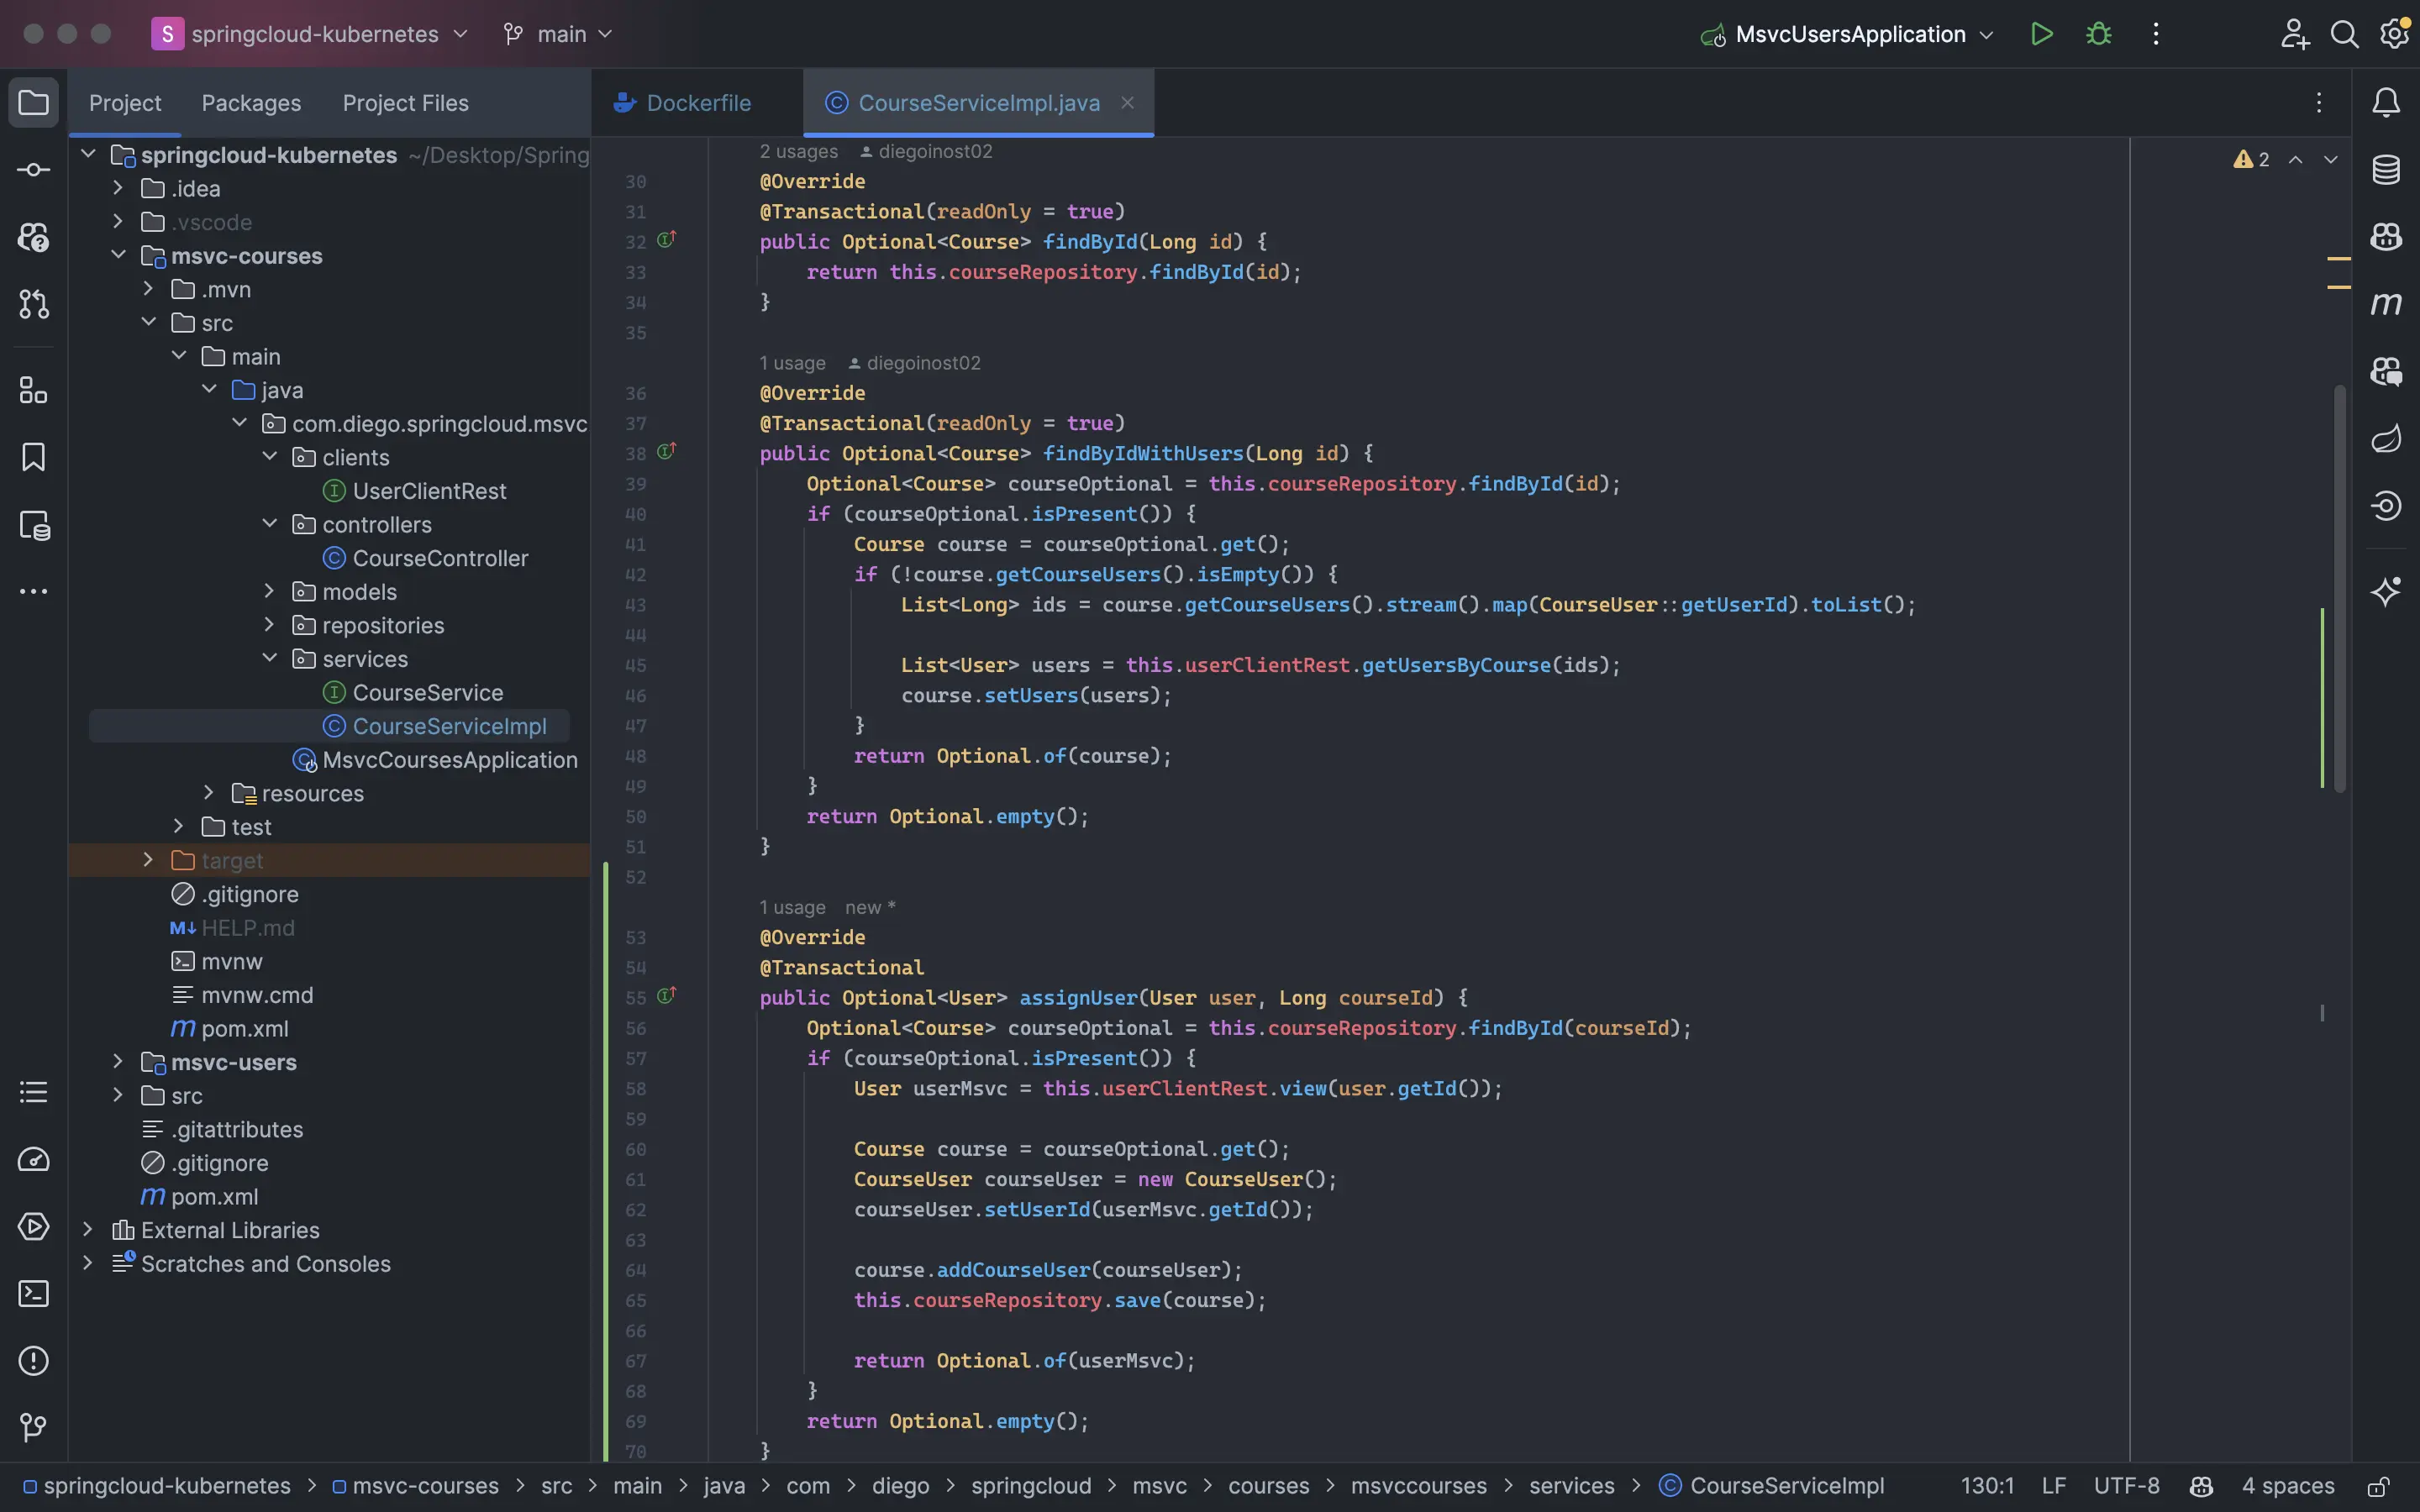 S springcloud-kubernetes main MsvcUsersApplication
Project Packages Project Files
Dockerfile CourseServiceImpl.java
springcloud-kubernetes ~/Desktop/Spring
.idea
.vscode
msvc-courses
.mvn
src
main
java
com.diego.springcloud.msvc
clients
UserClientRest
controllers
CourseController
models
repositories
services
CourseService
CourseServiceImpl
MsvcCoursesApplication
resources
test
target
.gitignore
M↓ HELP.md
mvnw
mvnw.cmd
m pom.xml
msvc-users
src
.gitattributes
.gitignore
m pom.xml
External Libraries
Scratches and Consoles
2
2 usages diegoinost02
30 @Override
31 @Transactional(readOnly = true)
32 public Optional<Course> findById(Long id) {
33 return this.courseRepository.findById(id);
34 }
35
1 usage diegoinost02
36 @Override
37 @Transactional(readOnly = true)
38 public Optional<Course> findByIdWithUsers(Long id) {
39 Optional<Course> courseOptional = this.courseRepository.findById(id);
40 if (courseOptional.isPresent()) {
41 Course course = courseOptional.get();
42 if (!course.getCourseUsers().isEmpty()) {
43 List<Long> ids = course.getCourseUsers().stream().map(CourseUser::getUserId).toList();
44
45 List<User> users = this.userClientRest.getUsersByCourse(ids);
46 course.setUsers(users);
47 }
48 return Optional.of(course);
49 }
50 return Optional.empty();
51 }
52
1 usage new *
53 @Override
54 @Transactional
55 public Optional<User> assignUser(User user, Long courseId) {
56 Optional<Course> courseOptional = this.courseRepository.findById(courseId);
57 if (courseOptional.isPresent()) {
58 User userMsvc = this.userClientRest.view(user.getId());
59
60 Course course = courseOptional.get();
61 CourseUser courseUser = new CourseUser();
62 courseUser.setUserId(userMsvc.getId());
63
64 course.addCourseUser(courseUser);
65 this.courseRepository.save(course);
66
67 return Optional.of(userMsvc);
68 }
69 return Optional.empty();
70 }
m
springcloud-kubernetes > msvc-courses > src > main > java > com > diego > springcloud > msvc > courses > msvccourses > services > CourseServiceImpl 130:1 LF UTF-8 4 spaces